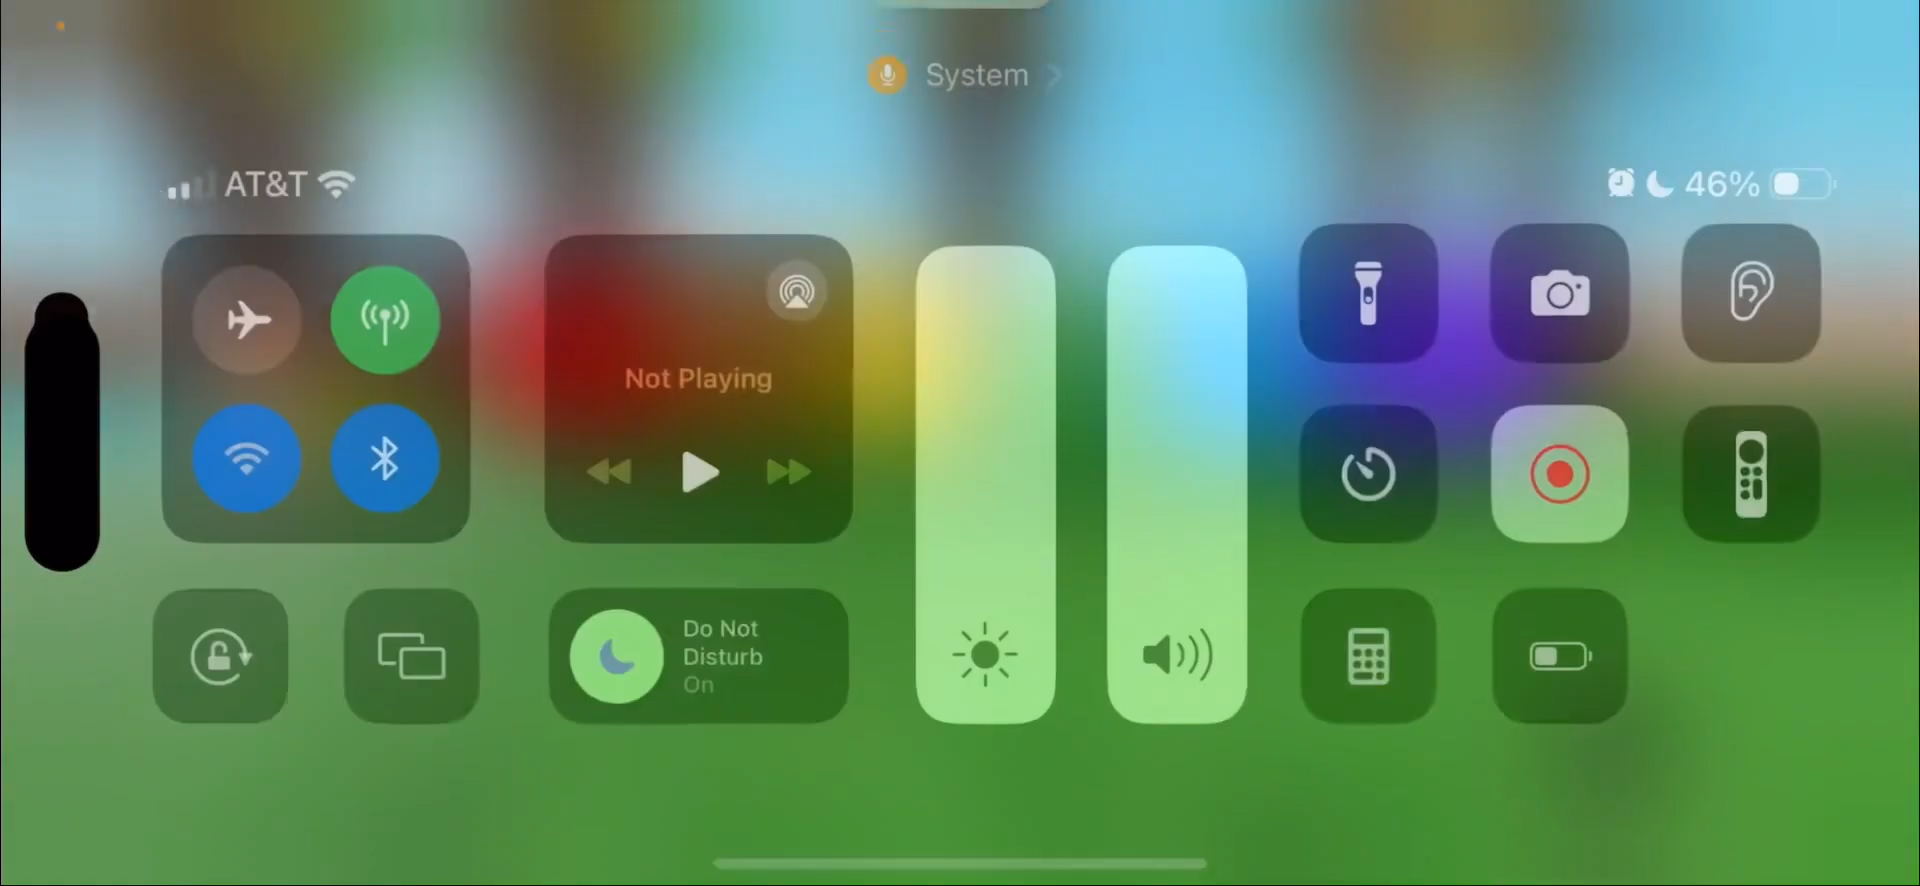 System
AT&T
46%
Not Playing
Do Not
Disturb
On